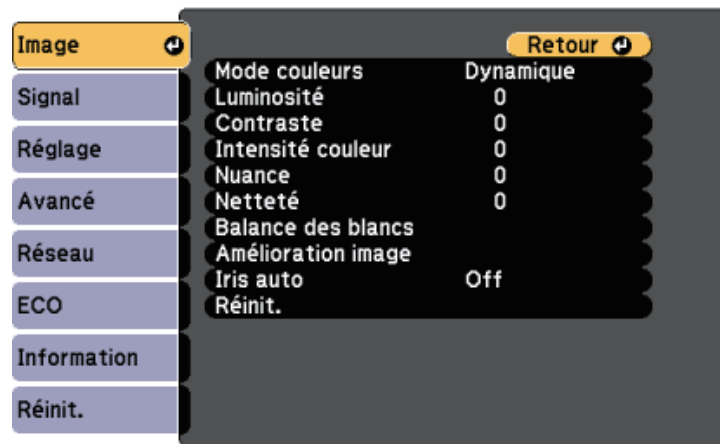 Image
Signal
Réglage
Avancé
Réseau
ECO
Information
Réinit.
Retour
Mode couleurs Dynamique
Luminosité 0
Contraste 0
Intensité couleur 0
Nuance 0
Netteté 0
Balance des blancs
Amélioration image
Iris auto Off
Réinit.